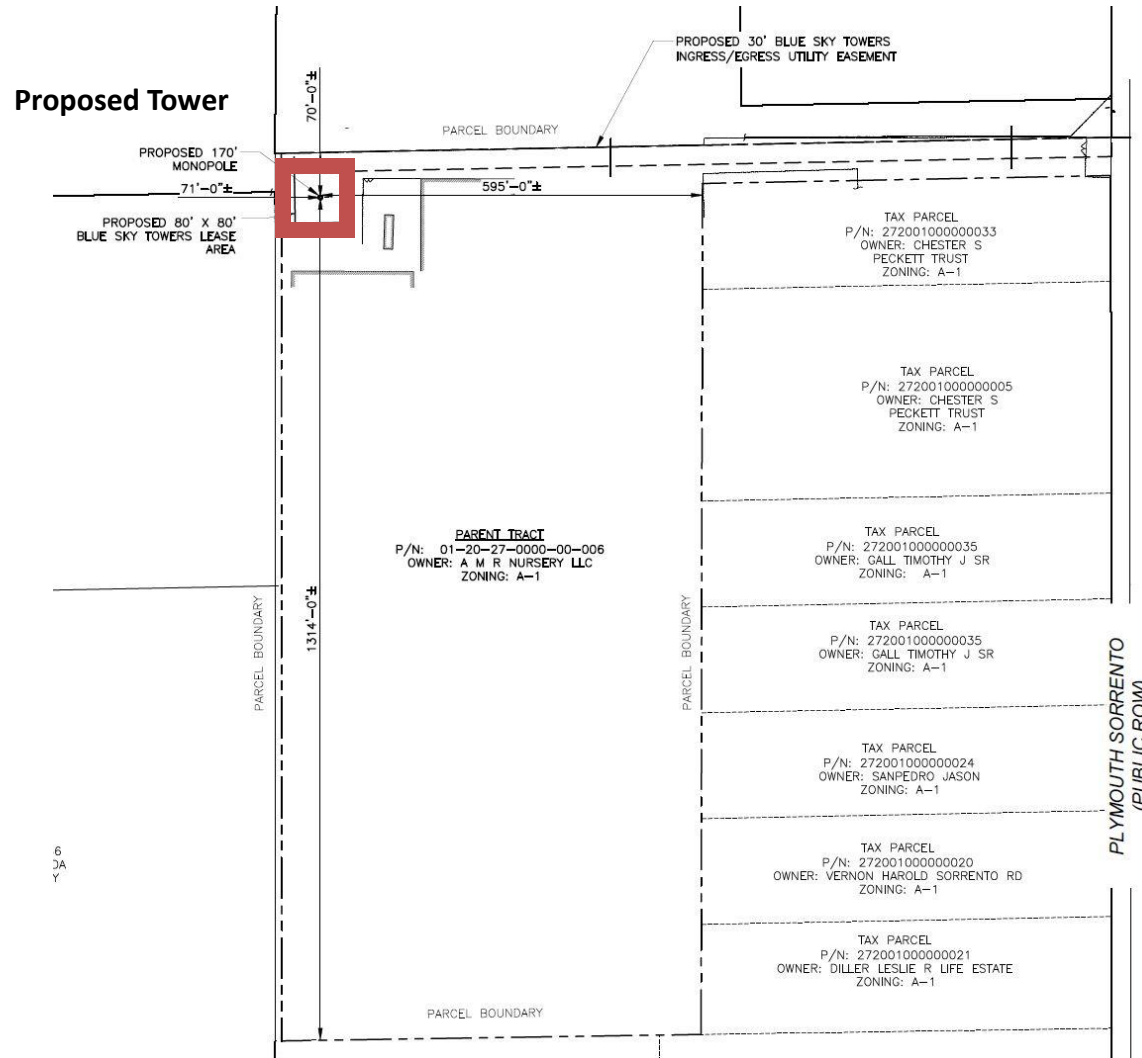 PROPOSED 30' BLUE SKY TOWERS
INGRESS/EGRESS UTILITY EASEMENT
Proposed Tower
70'-0"±
PARCEL BOUNDARY
PROPOSED 170'
MONOPOLE
71'-0"±
595'-0"±
PROPOSED 80' X 80'
BLUE SKY TOWERS LEASE
AREA
TAX PARCEL
P/N: 272001000000033
OWNER: CHESTER S
PECKETT TRUST
ZONING: A-1
TAX PARCEL
P/N: 272001000000005
OWNER: CHESTER S
PECKETT TRUST
ZONING: A-1
PARENT TRACT
P/N: 01-20-27-0000-00-006
OWNER: A M R NURSERY LLC
ZONING: A-1
TAX PARCEL
P/N: 272001000000035
OWNER: GALL TIMOTHY J SR
ZONING: A-1
1314'-0"±
PARCEL BOUNDARY
PARCEL BOUNDARY
TAX PARCEL
P/N: 272001000000035
OWNER: GALL TIMOTHY J SR
ZONING: A-1
PLYMOUTH SORRENTO
(PUBLIC ROW)
TAX PARCEL
P/N: 272001000000024
OWNER: SANPEDRO JASON
ZONING: A-1
6
DA
Y
TAX PARCEL
P/N: 272001000000020
OWNER: VERNON HAROLD SORRENTO RD
ZONING: A-1
TAX PARCEL
P/N: 272001000000021
OWNER: DILLER LESLIE R LIFE ESTATE
ZONING: A-1
PARCEL BOUNDARY